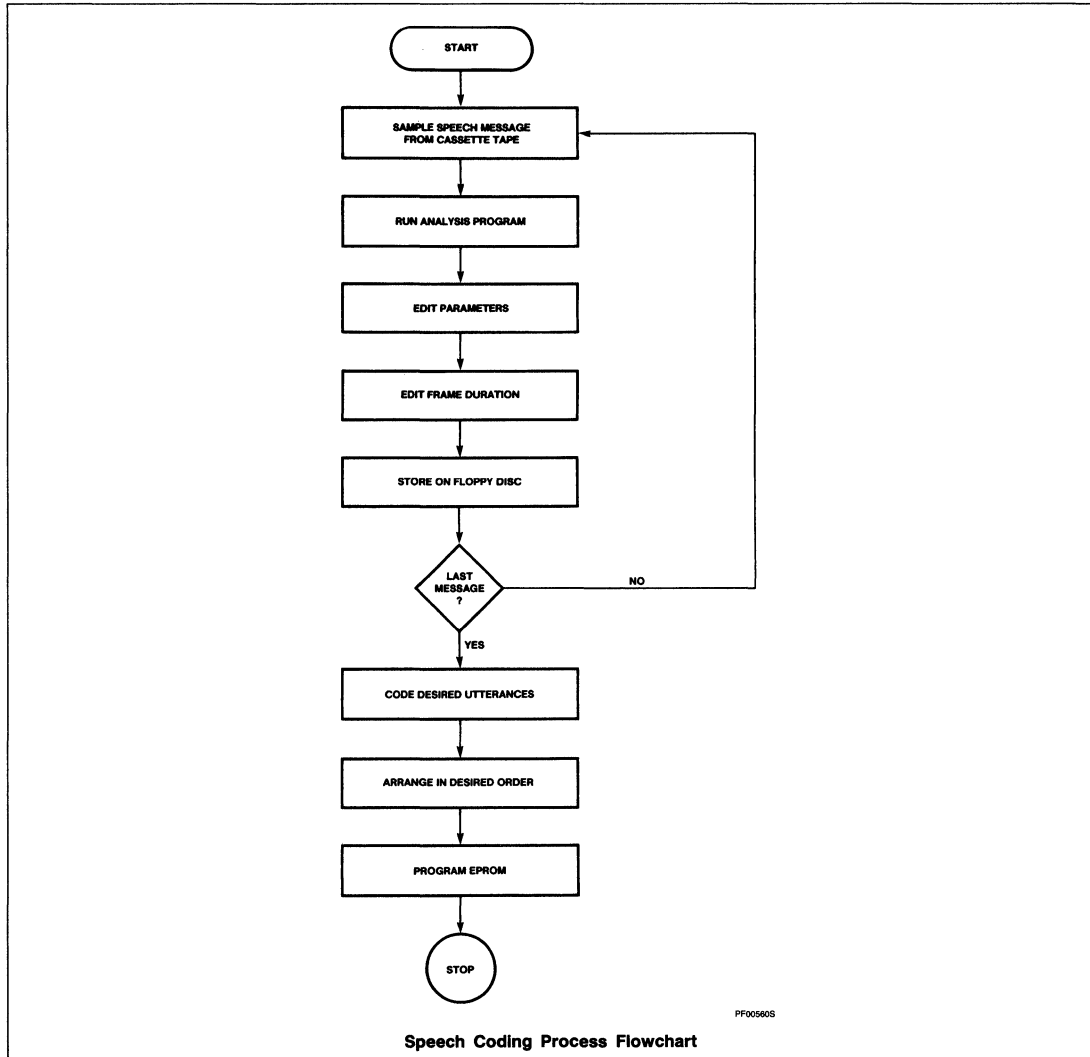 START
SAMPLE SPEECH MESSAGE
FROM CASSETTE TAPE
RUN ANALYSIS PROGRAM
EDIT PARAMETERS
EDIT FRAME DURATION
STORE ON FLOPPY DISC
LAST
MESSAGE
?
NO
YES
CODE DESIRED UTTERANCES
ARRANGE IN DESIRED ORDER
PROGRAM EPROM
STOP
PF00560S
Speech Coding Process Flowchart